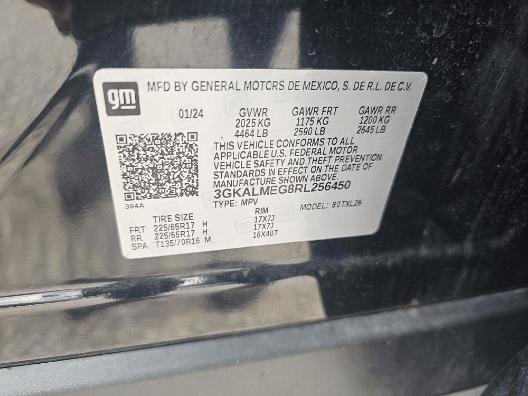 gm
MFD BY GENERAL MOTORS DE MEXICO, S. DE R.L. DE C.V.
01/24 GVWR GAWR FRT GAWR RR
2025 KG 1175 KG 1200 KG
4464 LB 2590 LB 2645 LB
THIS VEHICLE CONFORMS TO ALL
APPLICABLE U.S. FEDERAL MOTOR
VEHICLE SAFETY AND THEFT PREVENTION
STANDARDS IN EFFECT ON THE DATE OF
MANUFACTURE SHOWN ABOVE.
384A 3GKALMEG8RL256450
TYPE: MPV MODEL: 80TXL26
TIRE SIZE RIM
FRT 225/65R17 H 17X7J
RR 225/65R17 H 17X7J
SPA T135/70R16 M 16X4BT